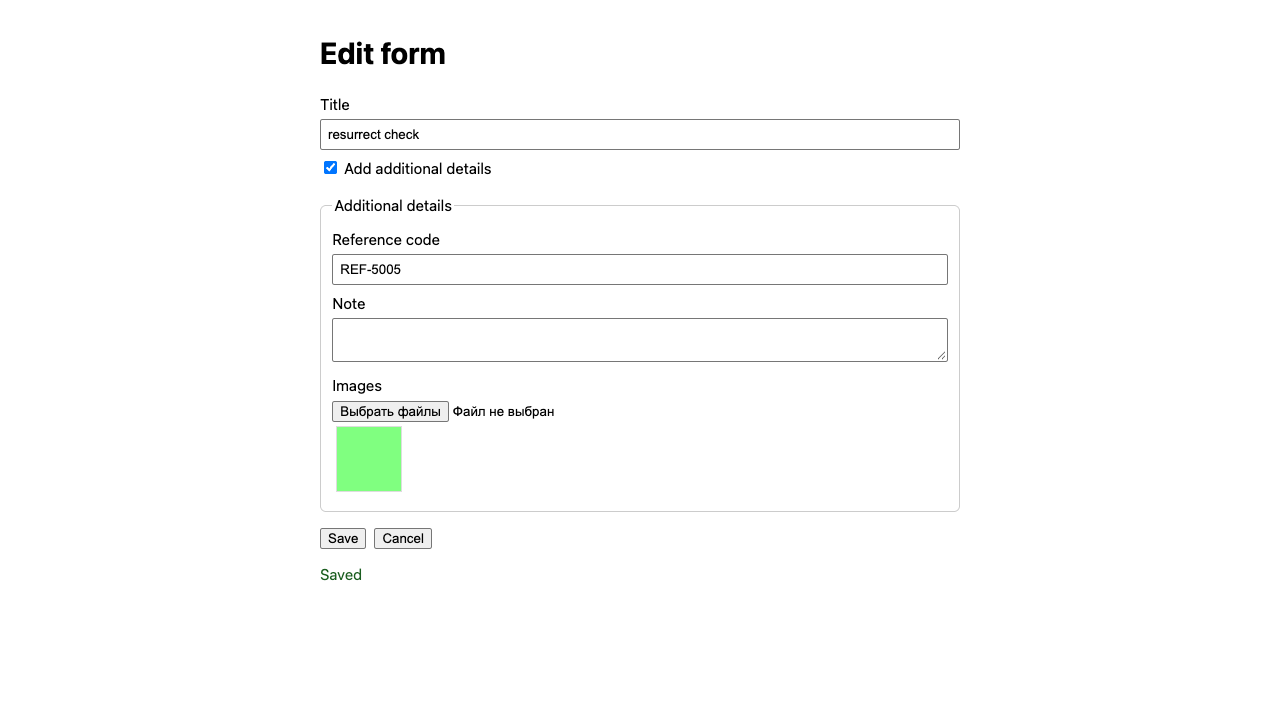 Edit form
Title
resurrect check
Add additional details
Additional details
Reference code
REF-5005
Note
Images
Выбрать файлы Файл не выбран
Save Cancel
Saved